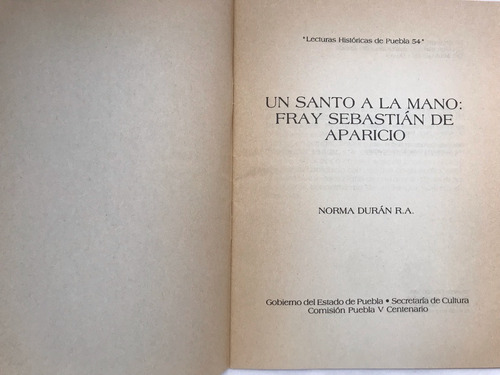 "Lecturas Históricas de Puebla 54"
UN SANTO A LA MANO:
FRAY SEBASTIÁN DE
APARICIO
NORMA DURÁN R.A.
Gobierno del Estado de Puebla • Secretaría de Cultura
Comisión Puebla V Centenario